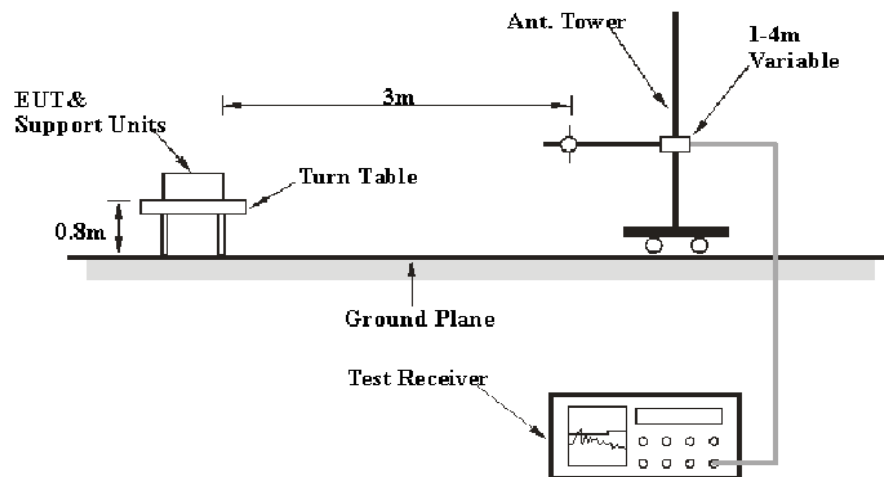 Ant. Tower
1-4m
Variable
EUT &
Support Units
3m
Turn Table
0.8m
Ground Plane
Test Receiver